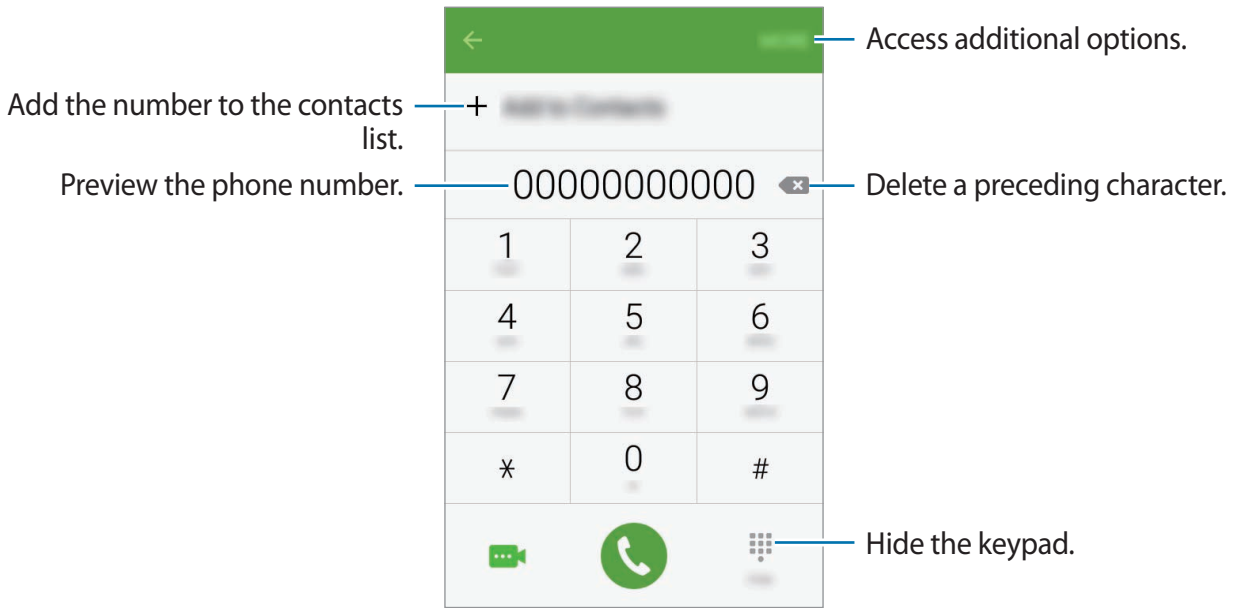 Access additional options.
Add the number to the contacts
list.
Preview the phone number.
00000000000
Delete a preceding character.
1 2 3
4 5 6
7 8 9
* 0 #
Hide the keypad.